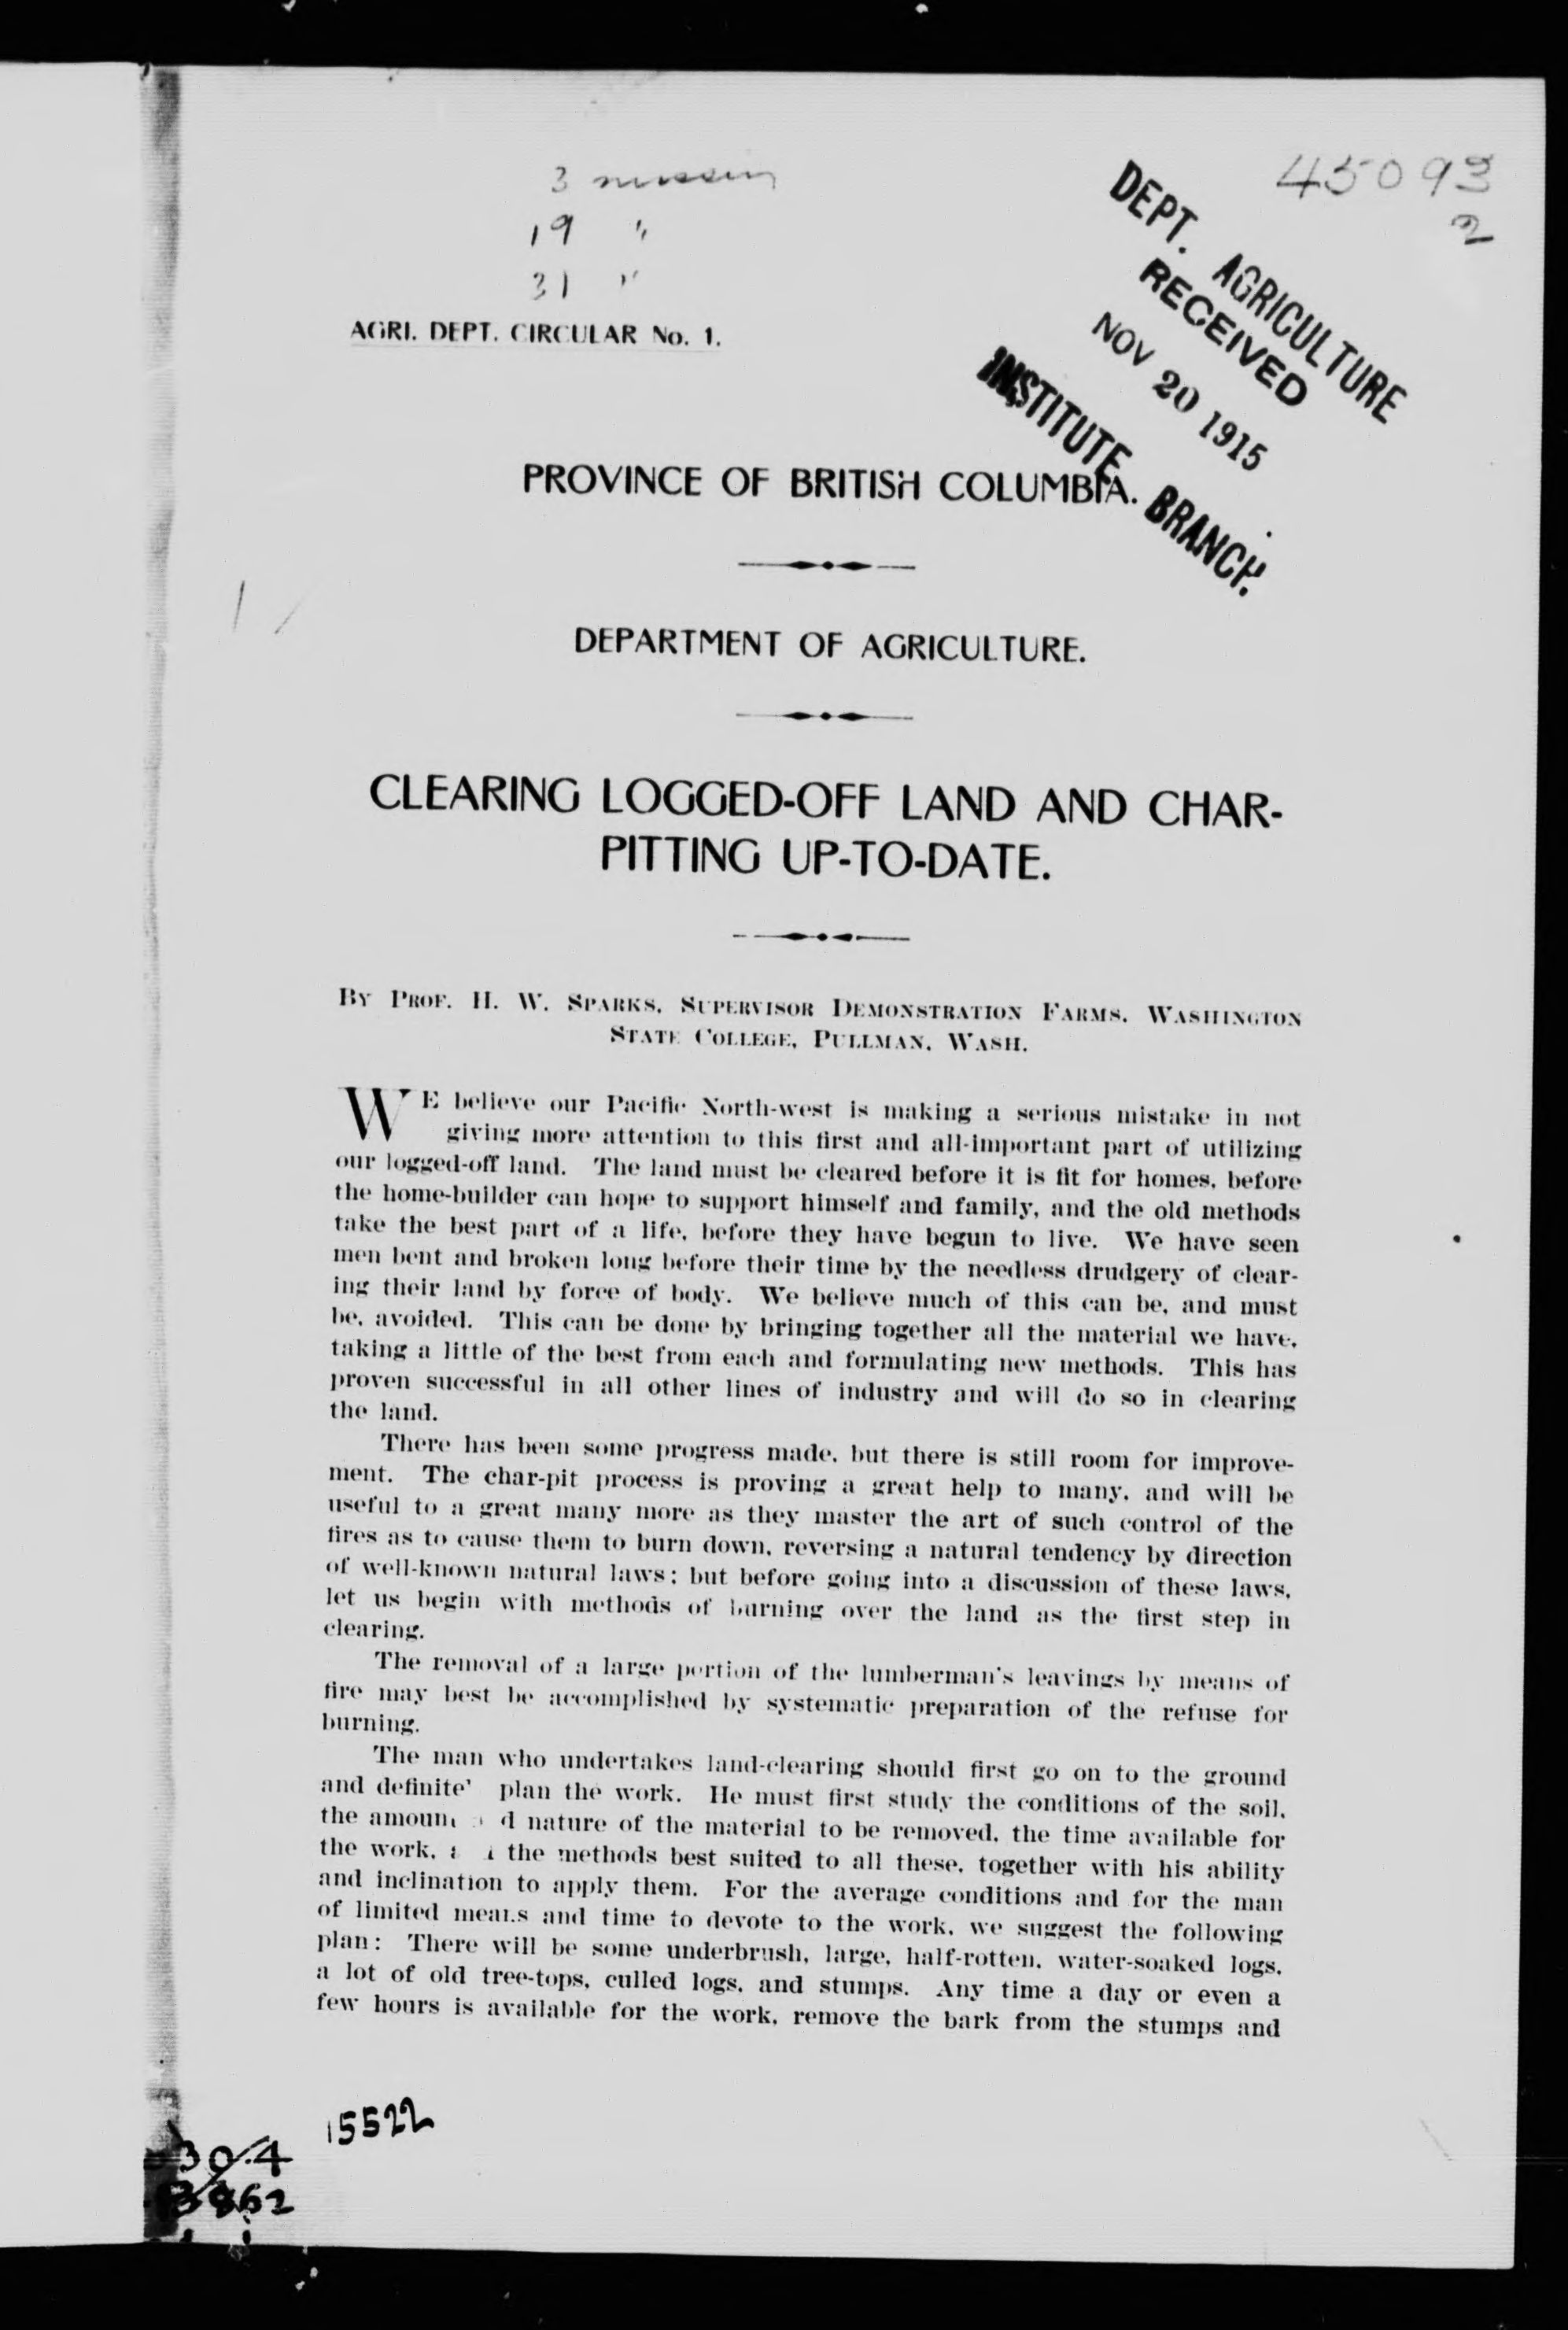 45093
2
3 missing
19 "
31 "
DEPT. AGRICULTURE
RECEIVED
NOV 20 1915
INSTITUTE BRANCH.
AGRI. DEPT. CIRCULAR No. 1.
PROVINCE OF BRITISH COLUMBIA.
DEPARTMENT OF AGRICULTURE.
CLEARING LOGGED-OFF LAND AND CHAR-
PITTING UP-TO-DATE.
BY PROF. H. W. SPARKS, SUPERVISOR DEMONSTRATION FARMS, WASHINGTON
STATE COLLEGE, PULLMAN, WASH.
WE believe our Pacific North-west is making a serious mistake in not
giving more attention to this first and all-important part of utilizing
our logged-off land. The land must be cleared before it is fit for homes, before
the home-builder can hope to support himself and family, and the old methods
take the best part of a life, before they have begun to live. We have seen
men bent and broken long before their time by the needless drudgery of clear-
ing their land by force of body. We believe much of this can be, and must
be, avoided. This can be done by bringing together all the material we have,
taking a little of the best from each and formulating new methods. This has
proven successful in all other lines of industry and will do so in clearing
the land.
There has been some progress made, but there is still room for improve-
ment. The char-pit process is proving a great help to many, and will be
useful to a great many more as they master the art of such control of the
fires as to cause them to burn down, reversing a natural tendency by direction
of well-known natural laws; but before going into a discussion of these laws,
let us begin with methods of burning over the land as the first step in
clearing.
The removal of a large portion of the lumberman's leavings by means of
fire may best be accomplished by systematic preparation of the refuse for
burning.
The man who undertakes land-clearing should first go on to the ground
and plan the work. He must first study the conditions of the soil,
the nature of the material to be removed, the time available for
the work, the methods best suited to all these, together with his ability
and inclination to apply them. For the average conditions and for the man
of limited means and time to devote to the work, we suggest the following
plan: There will be some underbrush, large, half-rotten, water-soaked logs,
a lot of old tree-tops, culled logs, and stumps. Any time a day or even a
few hours is available for the work, remove the bark from the stumps and
15522